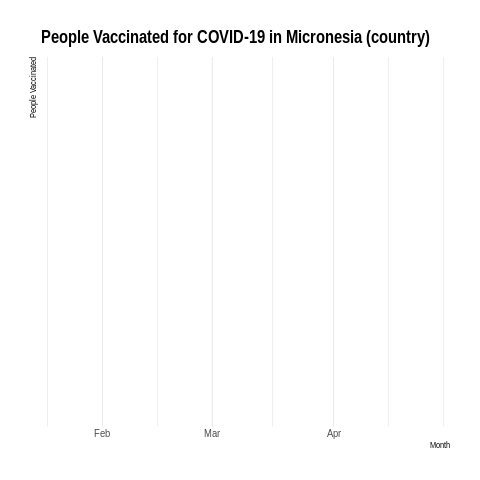 People Vaccinated for COVID-19 in Micronesia (country)
People Vaccinated
Feb Mar Apr
Month